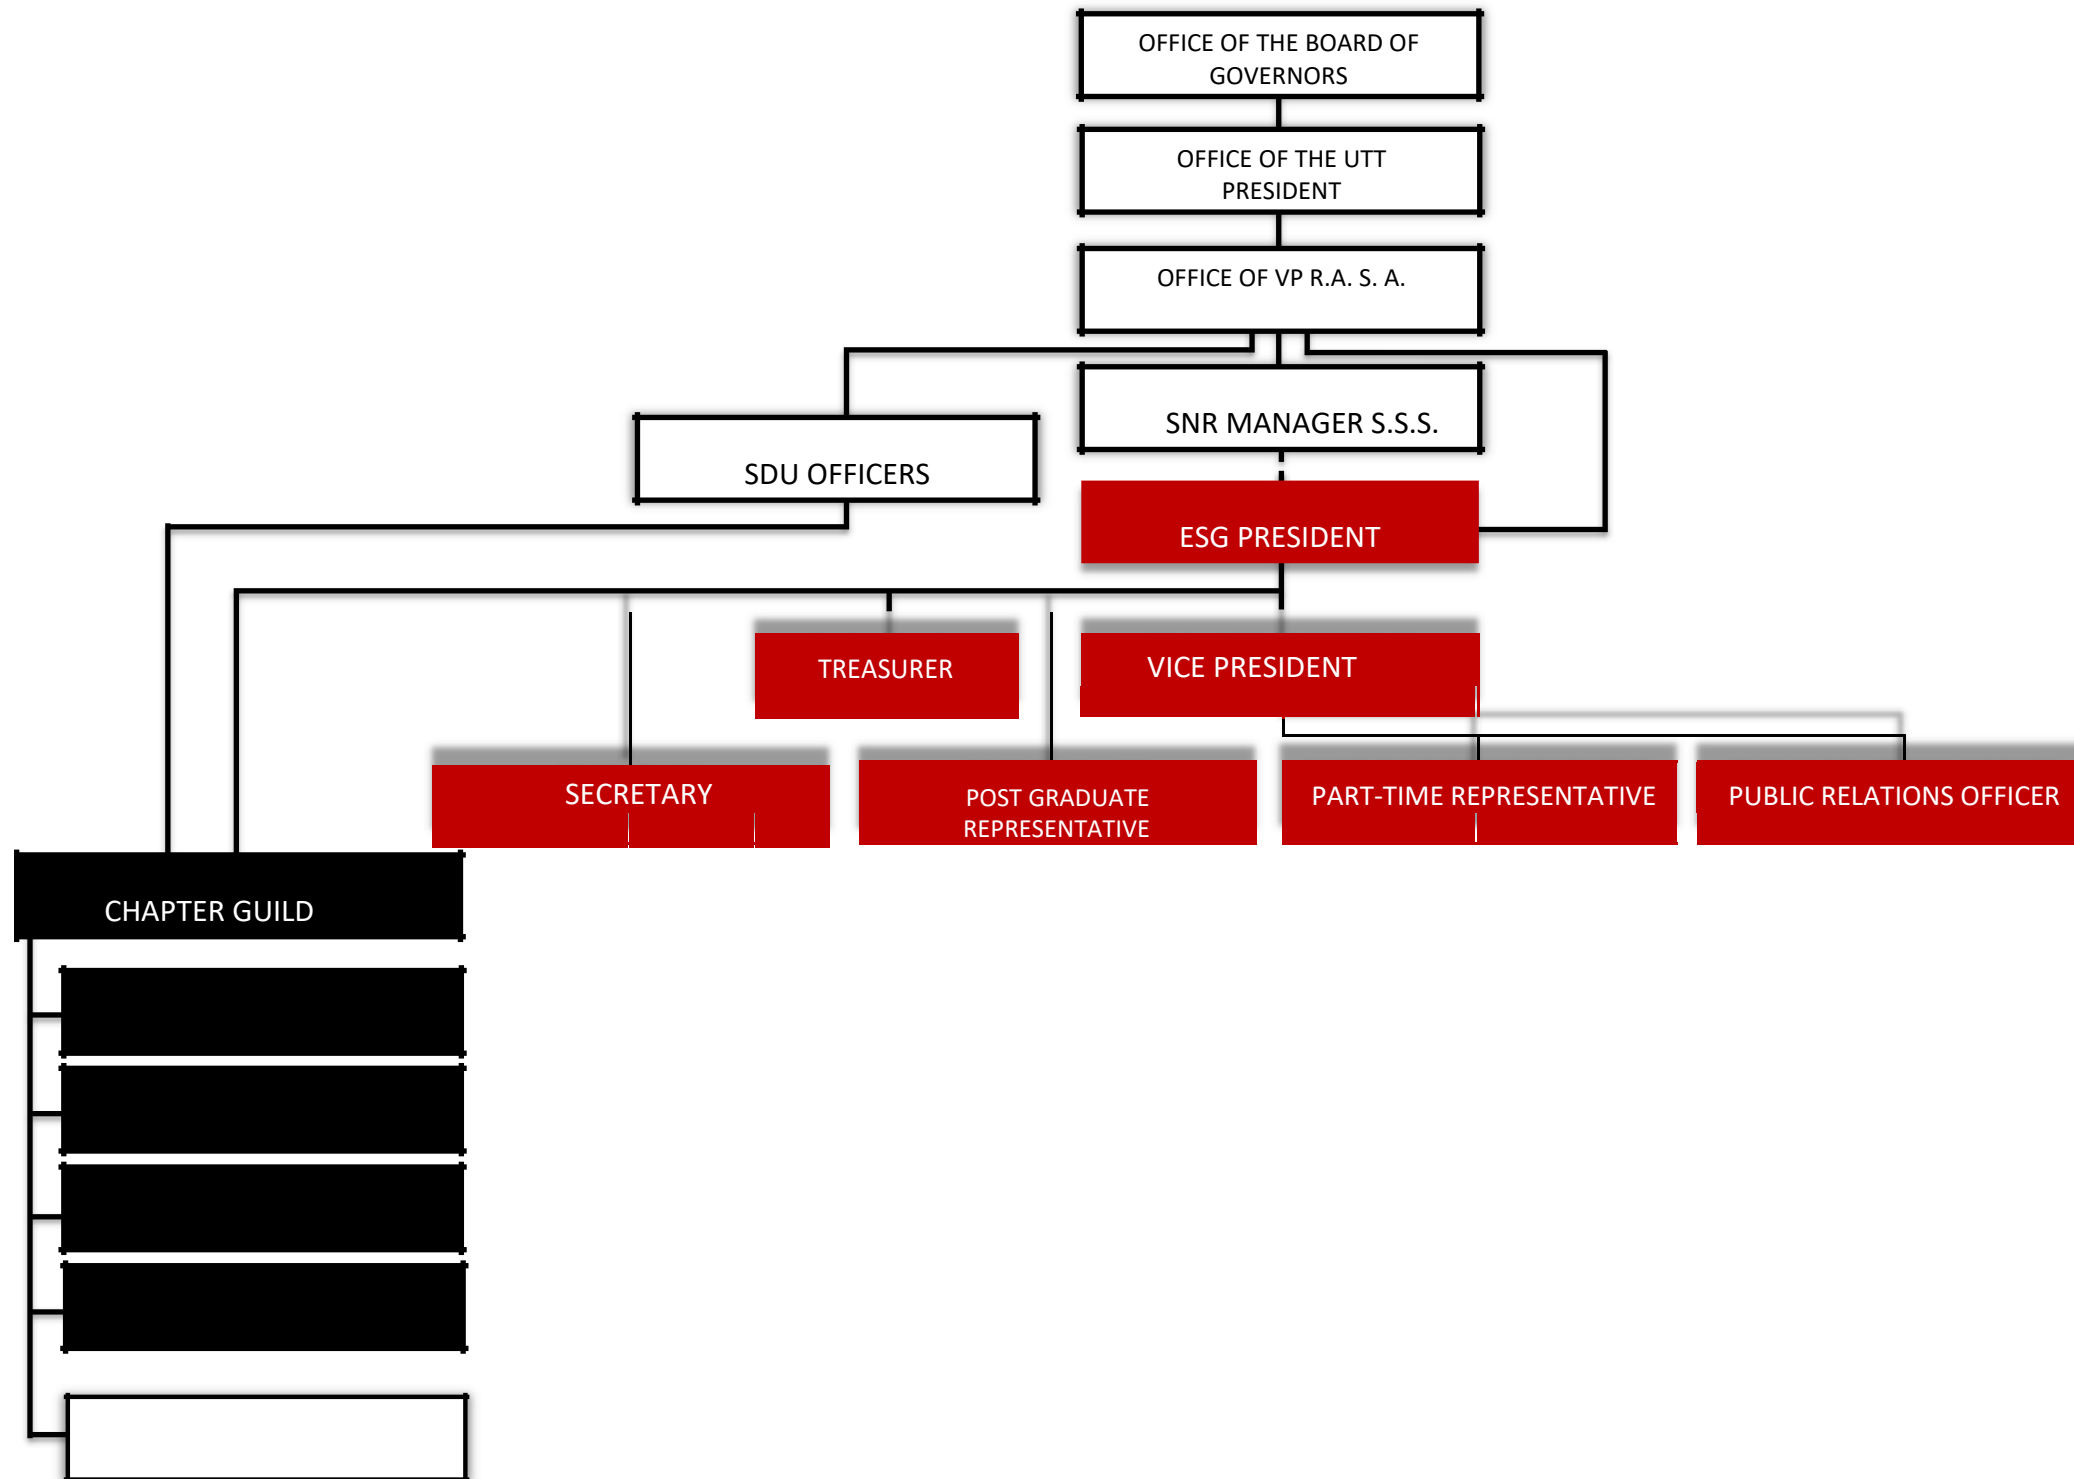 OFFICE OF THE BOARD OF
GOVERNORS
OFFICE OF THE UTT
PRESIDENT
OFFICE OF VP R.A. S. A.
SNR MANAGER S.S.S.
SDU OFFICERS
ESG PRESIDENT
TREASURER
VICE PRESIDENT
SECRETARY
POST GRADUATE
REPRESENTATIVE
PART-TIME REPRESENTATIVE
PUBLIC RELATIONS OFFICER
CHAPTER GUILD